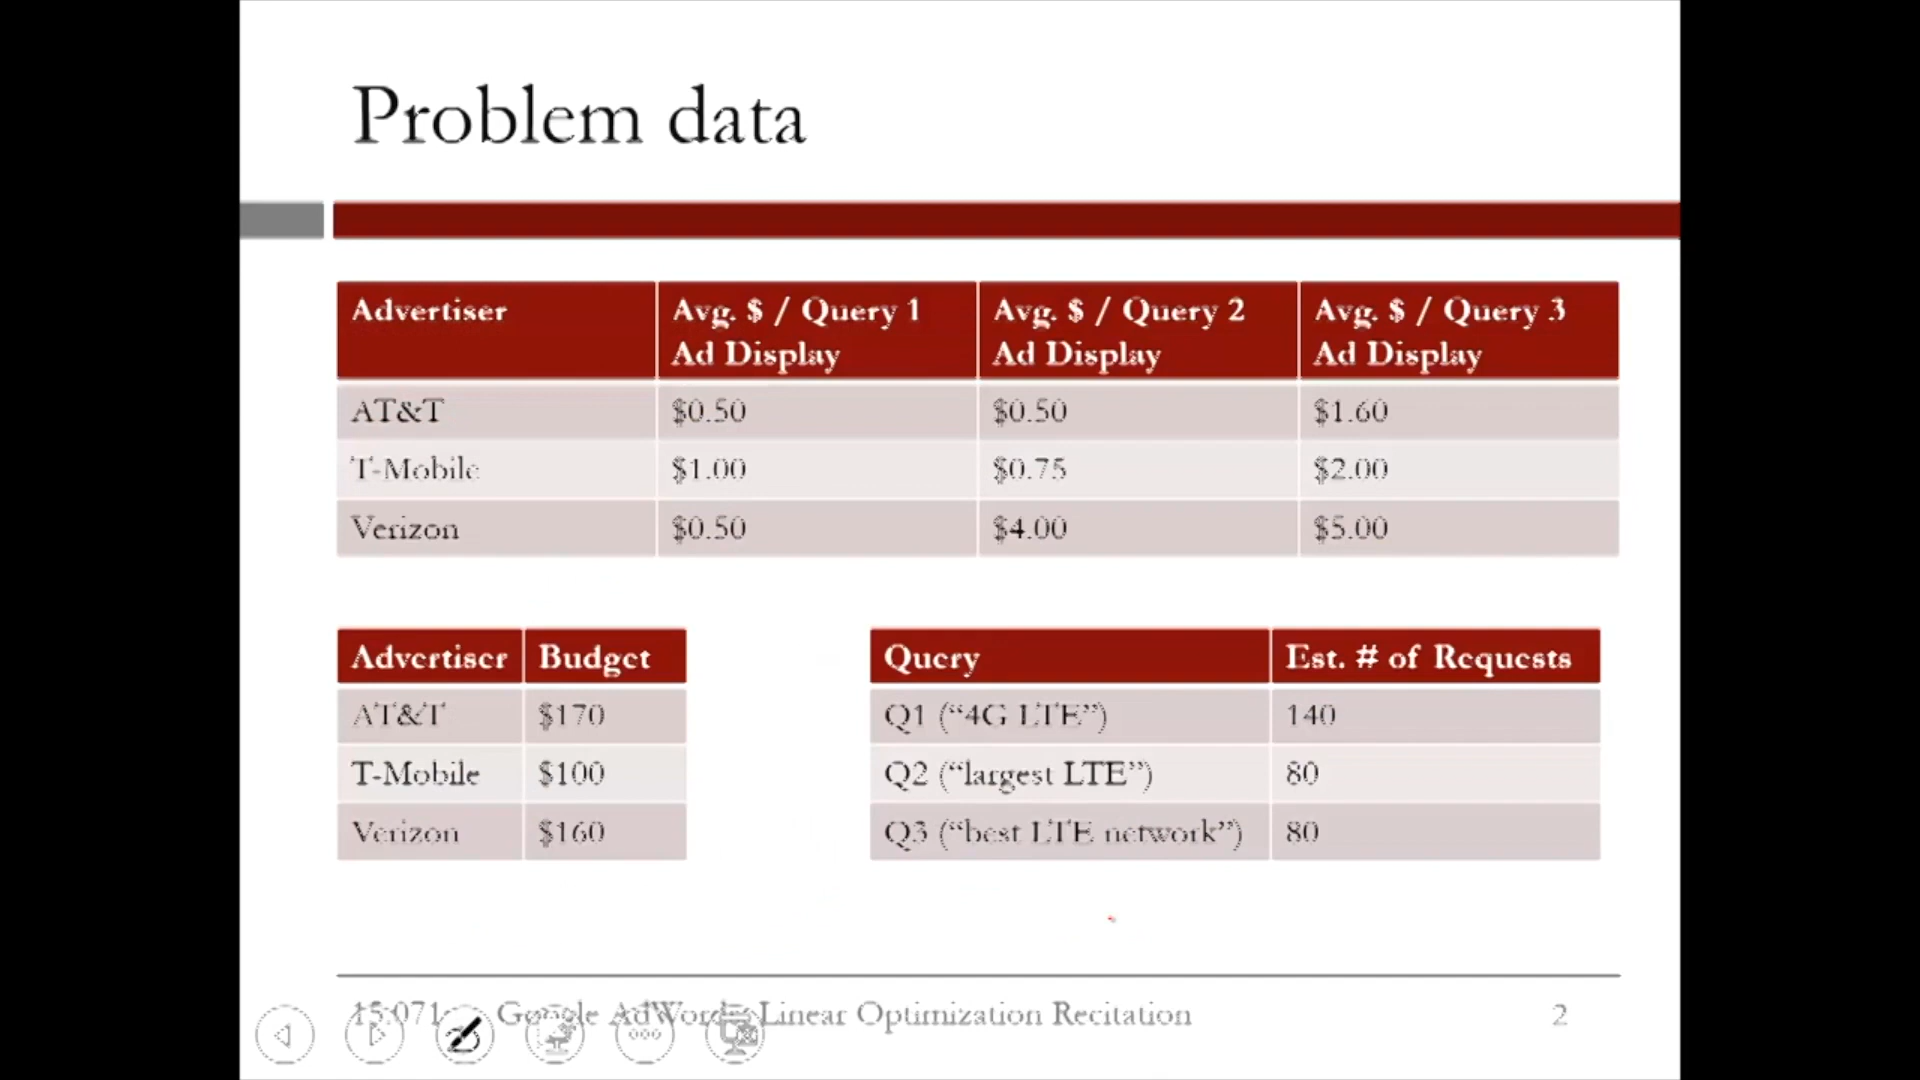 Problem data
Advertiser
Avg. $ / Query 1
Ad Display
Avg. $ / Query 2
Ad Display
Avg. $ / Query 3
Ad Display
AT&T $0.50 $0.50 $1.60
T-Mobile $1.00 $0.75 $2.00
Verizon $0.50 $4.00 $5.00
Advertiser Budget
AT&T $170
T-Mobile $100
Verizon $160
Query Est. # of Requests
Q1 (“4G LTE”) 140
Q2 (“largest LTE”) 80
Q3 (“best LTE network”) 80
15.071 Google AdWords Linear Optimization Recitation 2